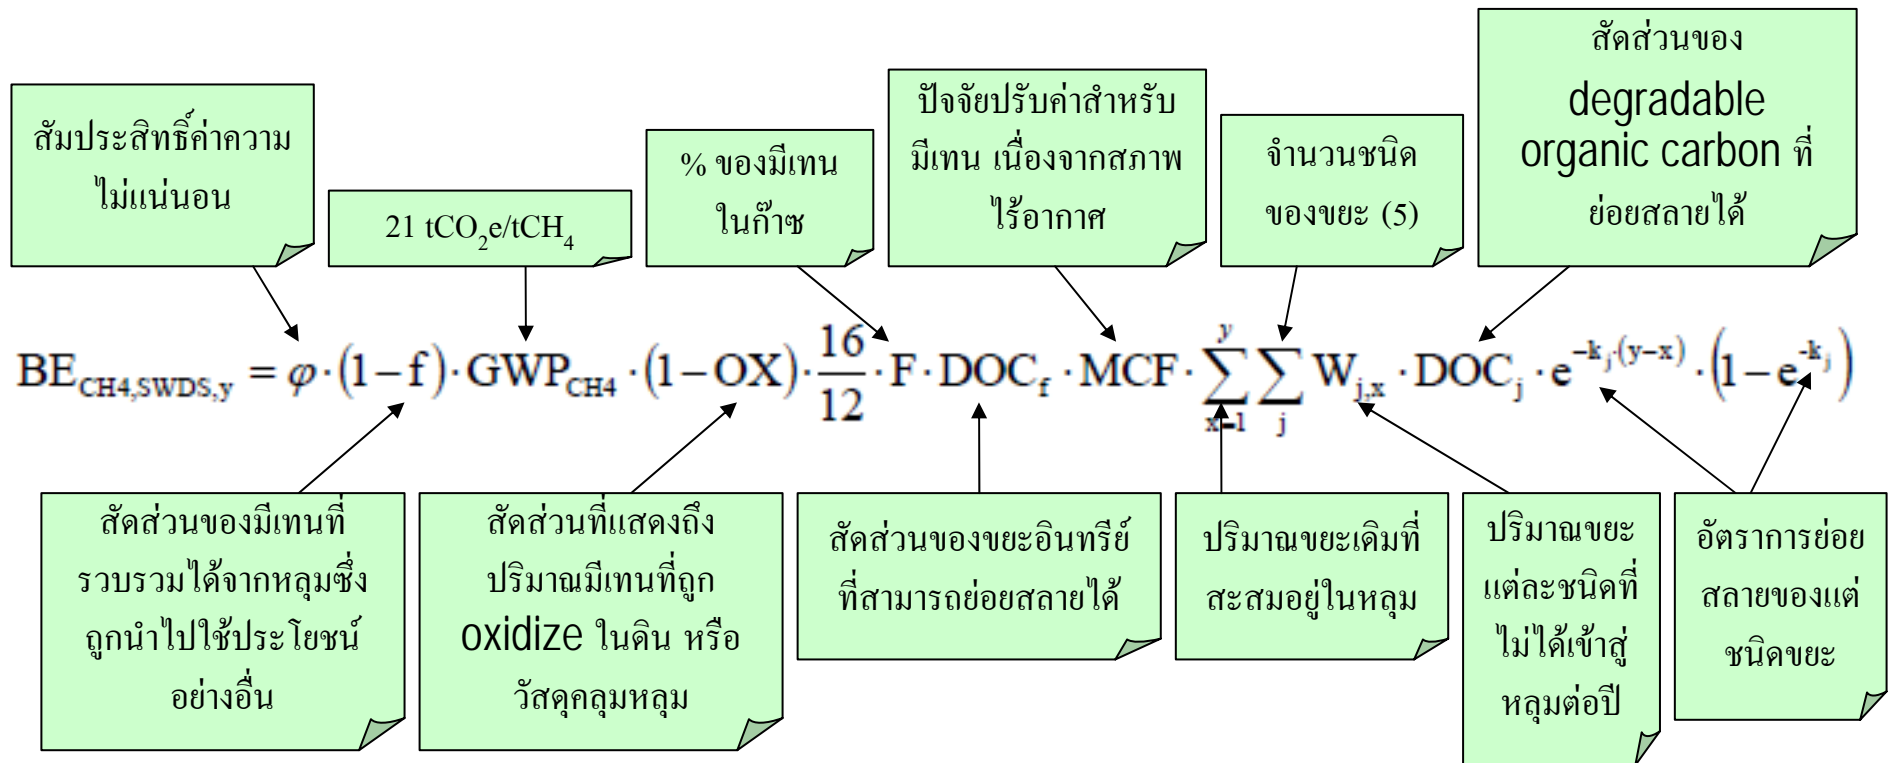 สัมประสิทธิ์ค่าความ
ไม่แน่นอน
21 tCO₂e/tCH₄
% ของมีเทน
ในก๊าซ
ปัจจัยปรับค่าสำหรับ
มีเทน เนื่องจากสภาพ
ไร้อากาศ
จำนวนชนิด
ของขยะ (5)
สัดส่วนของ
degradable
organic carbon ที่
ย่อยสลายได้
BE_{CH4,SWDS,y} = φ·(1−f)·GWP_{CH4}·(1−OX)·\frac{16}{12}·F·DOC_f·MCF·\sum_{x=1}^{y}\sum_{j}W_{j,x}·DOC_j·e^{-k_j·(y−x)}·(1−e^{-k_j})
สัดส่วนของมีเทนที่
รวบรวมได้จากหลุมซึ่ง
ถูกนำไปใช้ประโยชน์
อย่างอื่น
สัดส่วนที่แสดงถึง
ปริมาณมีเทนที่ถูก
oxidize ในดิน หรือ
วัสดุคลุมหลุม
สัดส่วนของขยะอินทรีย์
ที่สามารถย่อยสลายได้
ปริมาณขยะเดิมที่
สะสมอยู่ในหลุม
ปริมาณขยะ
แต่ละชนิดที่
ไม่ได้เข้าสู่
หลุมต่อปี
อัตราการย่อย
สลายของแต่
ชนิดขยะ